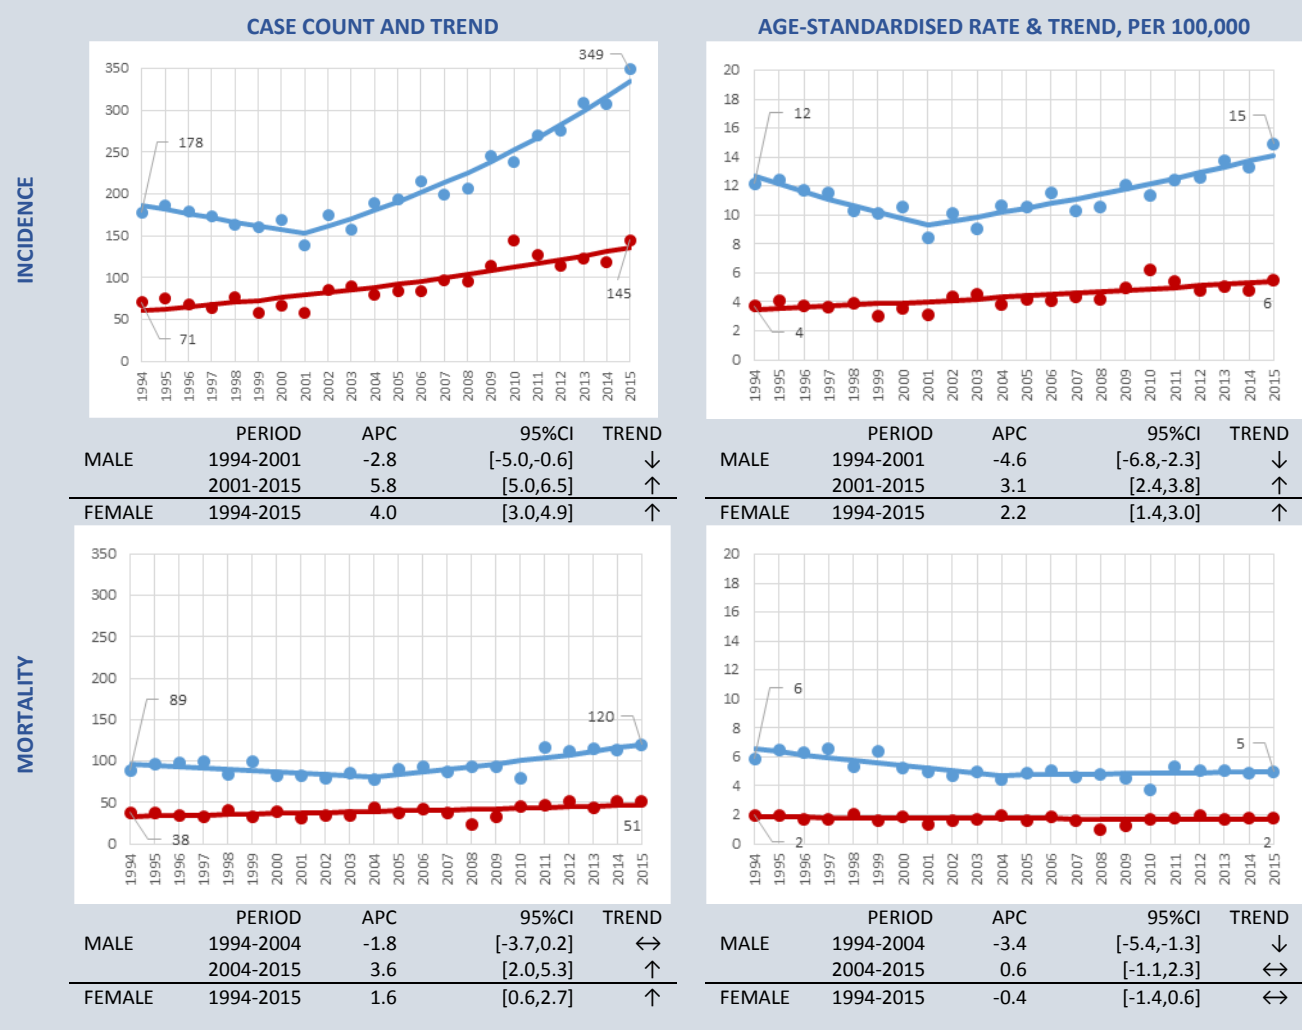 CASE COUNT AND TREND
AGE-STANDARDISED RATE & TREND, PER 100,000
INCIDENCE
350
300
250
200
150
100
50
0
178
349
71
145
1994 1995 1996 1997 1998 1999 2000 2001 2002 2003 2004 2005 2006 2007 2008 2009 2010 2011 2012 2013 2014 2015
20
18
16
14
12
10
8
6
4
2
0
12
15
4
6
1994 1995 1996 1997 1998 1999 2000 2001 2002 2003 2004 2005 2006 2007 2008 2009 2010 2011 2012 2013 2014 2015
PERIOD APC 95%CI TREND
MALE 1994-2001 -2.8 [-5.0,-0.6] ↓
2001-2015 5.8 [5.0,6.5] ↑
FEMALE 1994-2015 4.0 [3.0,4.9] ↑
PERIOD APC 95%CI TREND
MALE 1994-2001 -4.6 [-6.8,-2.3] ↓
2001-2015 3.1 [2.4,3.8] ↑
FEMALE 1994-2015 2.2 [1.4,3.0] ↑
MORTALITY
350
300
250
200
150
100
50
0
89
120
38
51
1994 1995 1996 1997 1998 1999 2000 2001 2002 2003 2004 2005 2006 2007 2008 2009 2010 2011 2012 2013 2014 2015
20
18
16
14
12
10
8
6
4
2
0
6
5
2
2
1994 1995 1996 1997 1998 1999 2000 2001 2002 2003 2004 2005 2006 2007 2008 2009 2010 2011 2012 2013 2014 2015
PERIOD APC 95%CI TREND
MALE 1994-2004 -1.8 [-3.7,0.2] ↔
2004-2015 3.6 [2.0,5.3] ↑
FEMALE 1994-2015 1.6 [0.6,2.7] ↑
PERIOD APC 95%CI TREND
MALE 1994-2004 -3.4 [-5.4,-1.3] ↓
2004-2015 0.6 [-1.1,2.3] ↔
FEMALE 1994-2015 -0.4 [-1.4,0.6] ↔